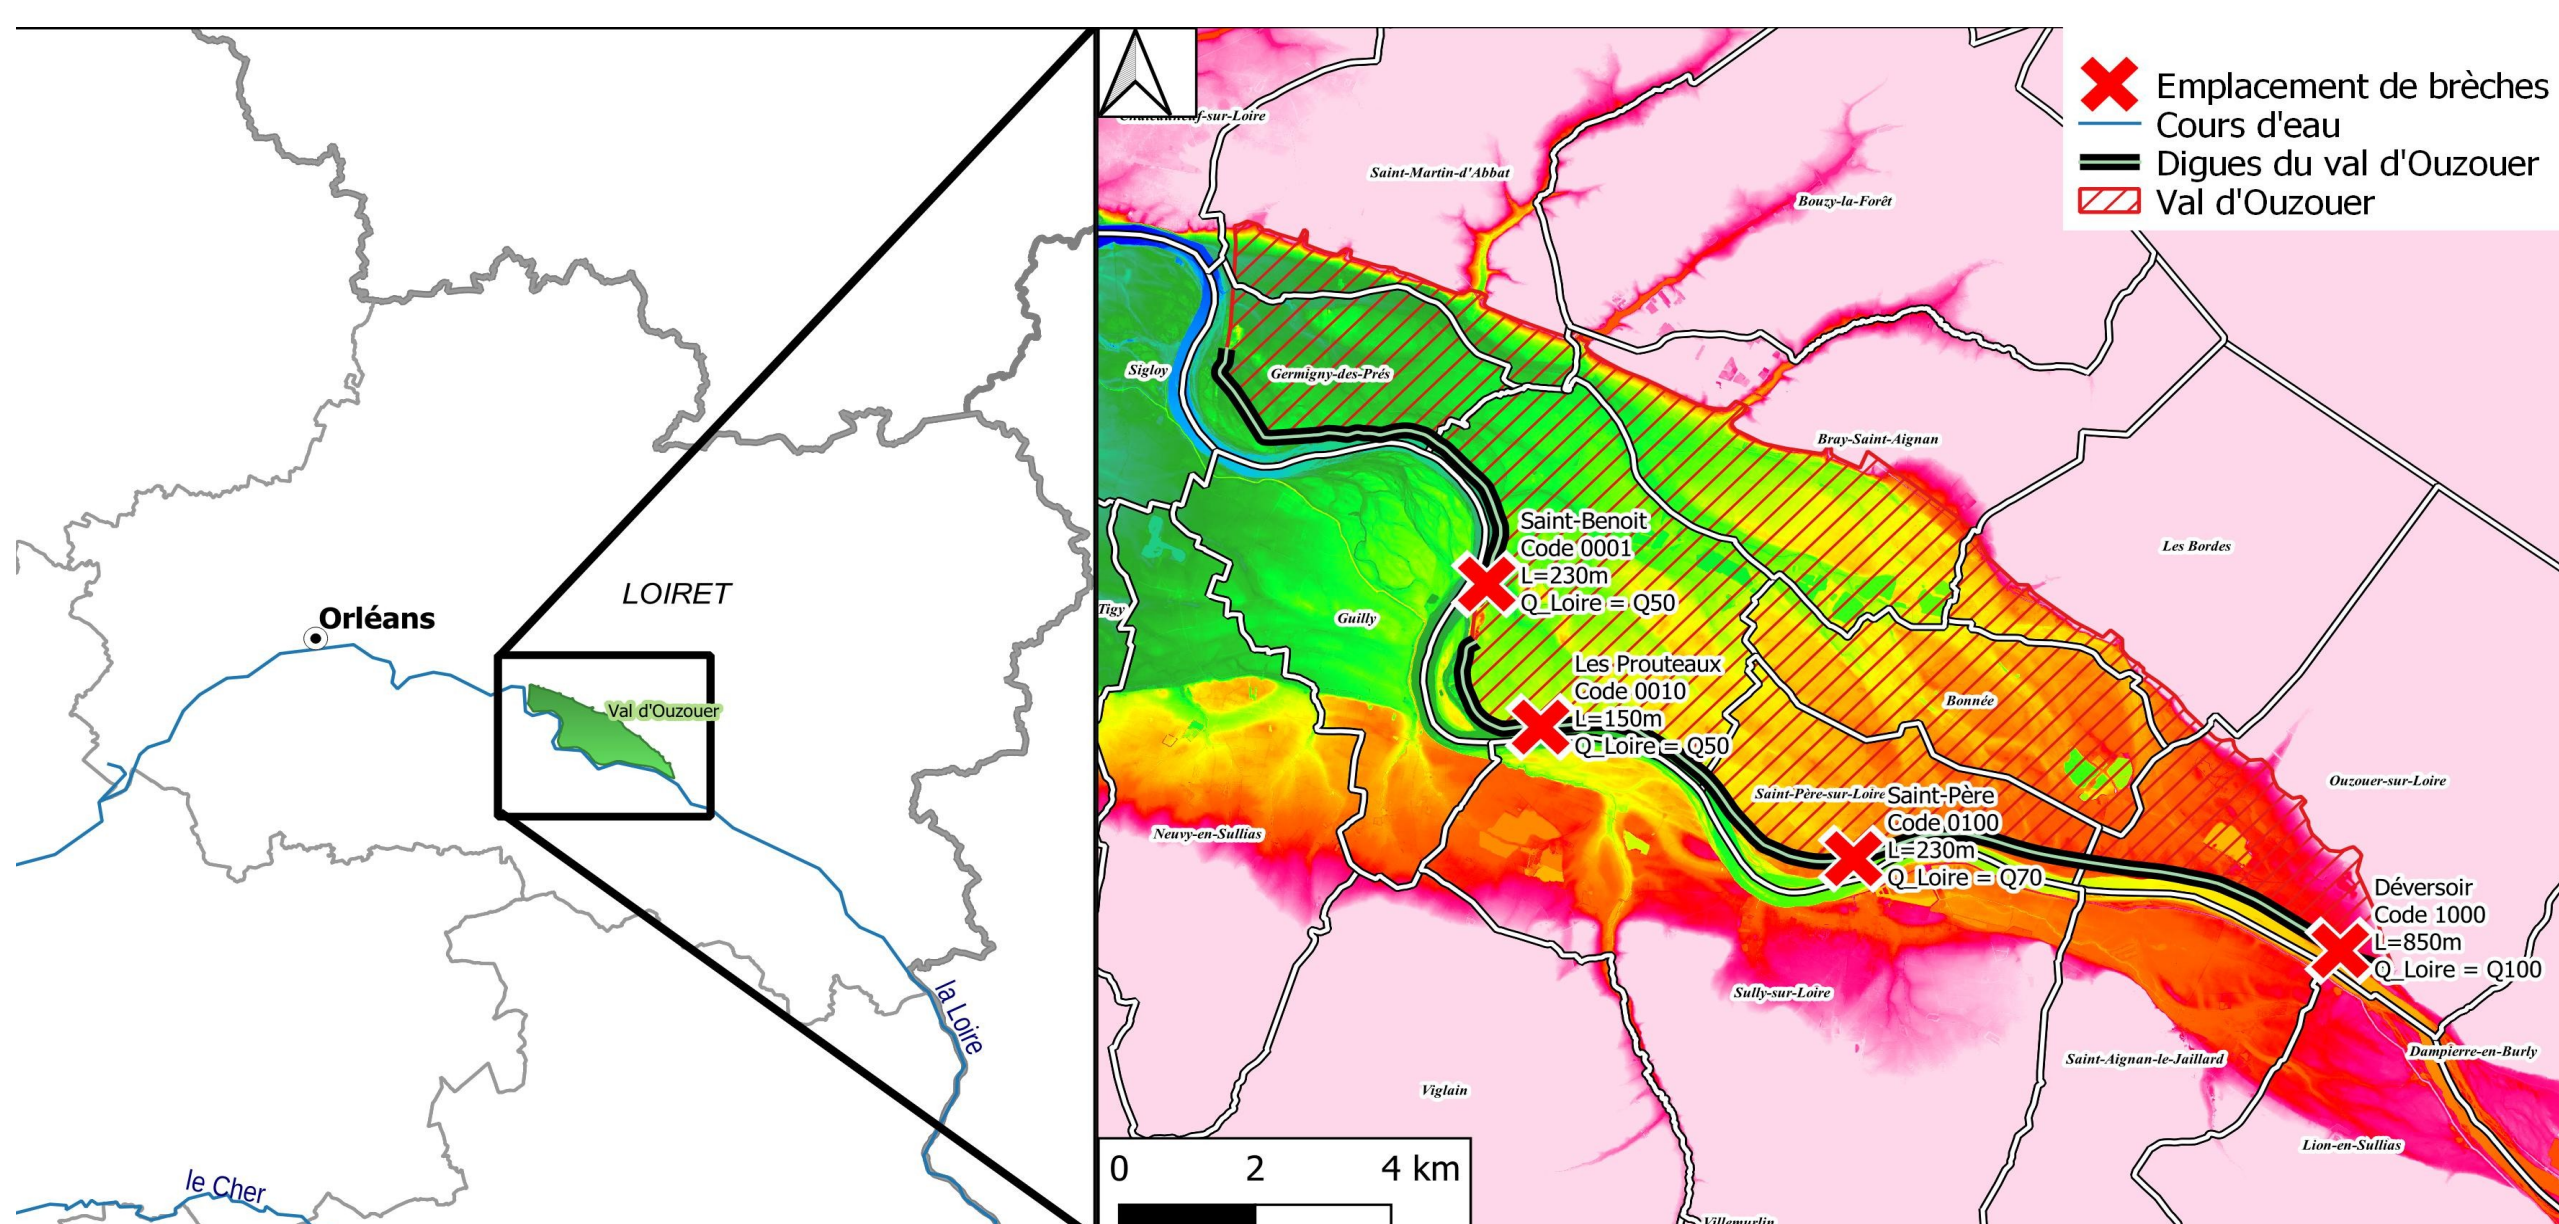 Orléans
LOIRET
Val d'Ouzouer
la Loire
le Cher
Emplacement de brèches
Cours d'eau
Digues du val d'Ouzouer
Val d'Ouzouer
Châteauneuf-sur-Loire
Saint-Martin-d'Abbat
Bouzy-la-Forêt
Sigloy
Germigny-des-Prés
Bray-Saint-Aignan
Les Bordes
Saint-Benoit
Code 0001
L=230m
Q_Loire = Q50
Tigy
Guilly
Les Prouteaux
Code 0010
L=150m
Q_Loire = Q50
Bonnée
Ouzouer-sur-Loire
Saint-Père-sur-Loire
Saint-Père
Code 0100
L=230m
Q_Loire = Q70
Neuvy-en-Sullias
Déversoir
Code 1000
L=850m
Q_Loire = Q100
Sully-sur-Loire
Saint-Aignan-le-Jaillard
Dampierre-en-Burly
Viglain
Lion-en-Sullias
Villemurlin
0 2 4 km